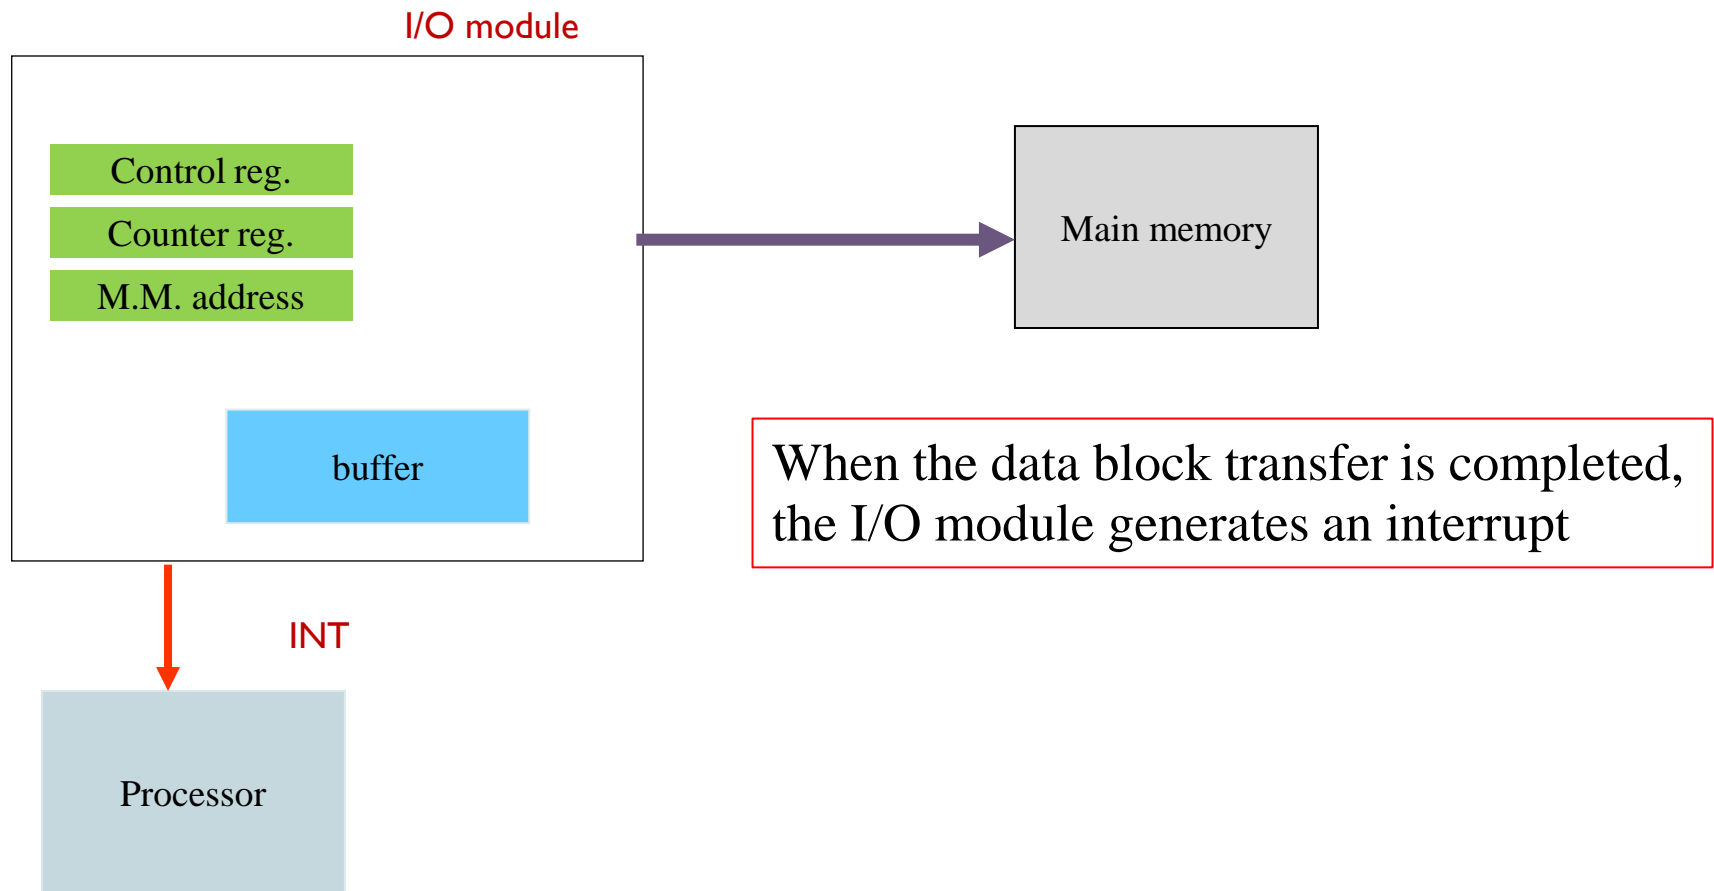 I/O module
Control reg.
Counter reg.
M.M. address
Main memory
buffer
When the data block transfer is completed,
the I/O module generates an interrupt
INT
Processor